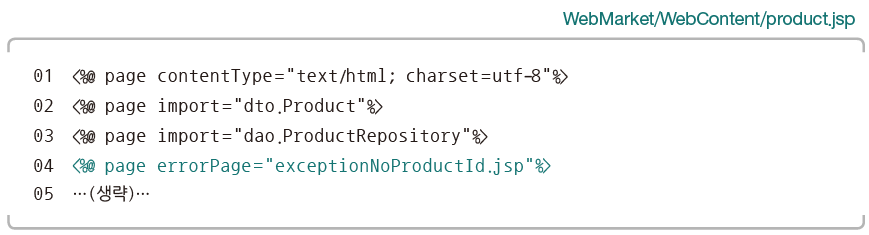 WebMarket/WebContent/product.jsp
01 <%@ page contentType="text/html; charset=utf-8"%>
02 <%@ page import="dto.Product"%>
03 <%@ page import="dao.ProductRepository"%>
04 <%@ page errorPage="exceptionNoProductId.jsp"%>
05 …(생략)…